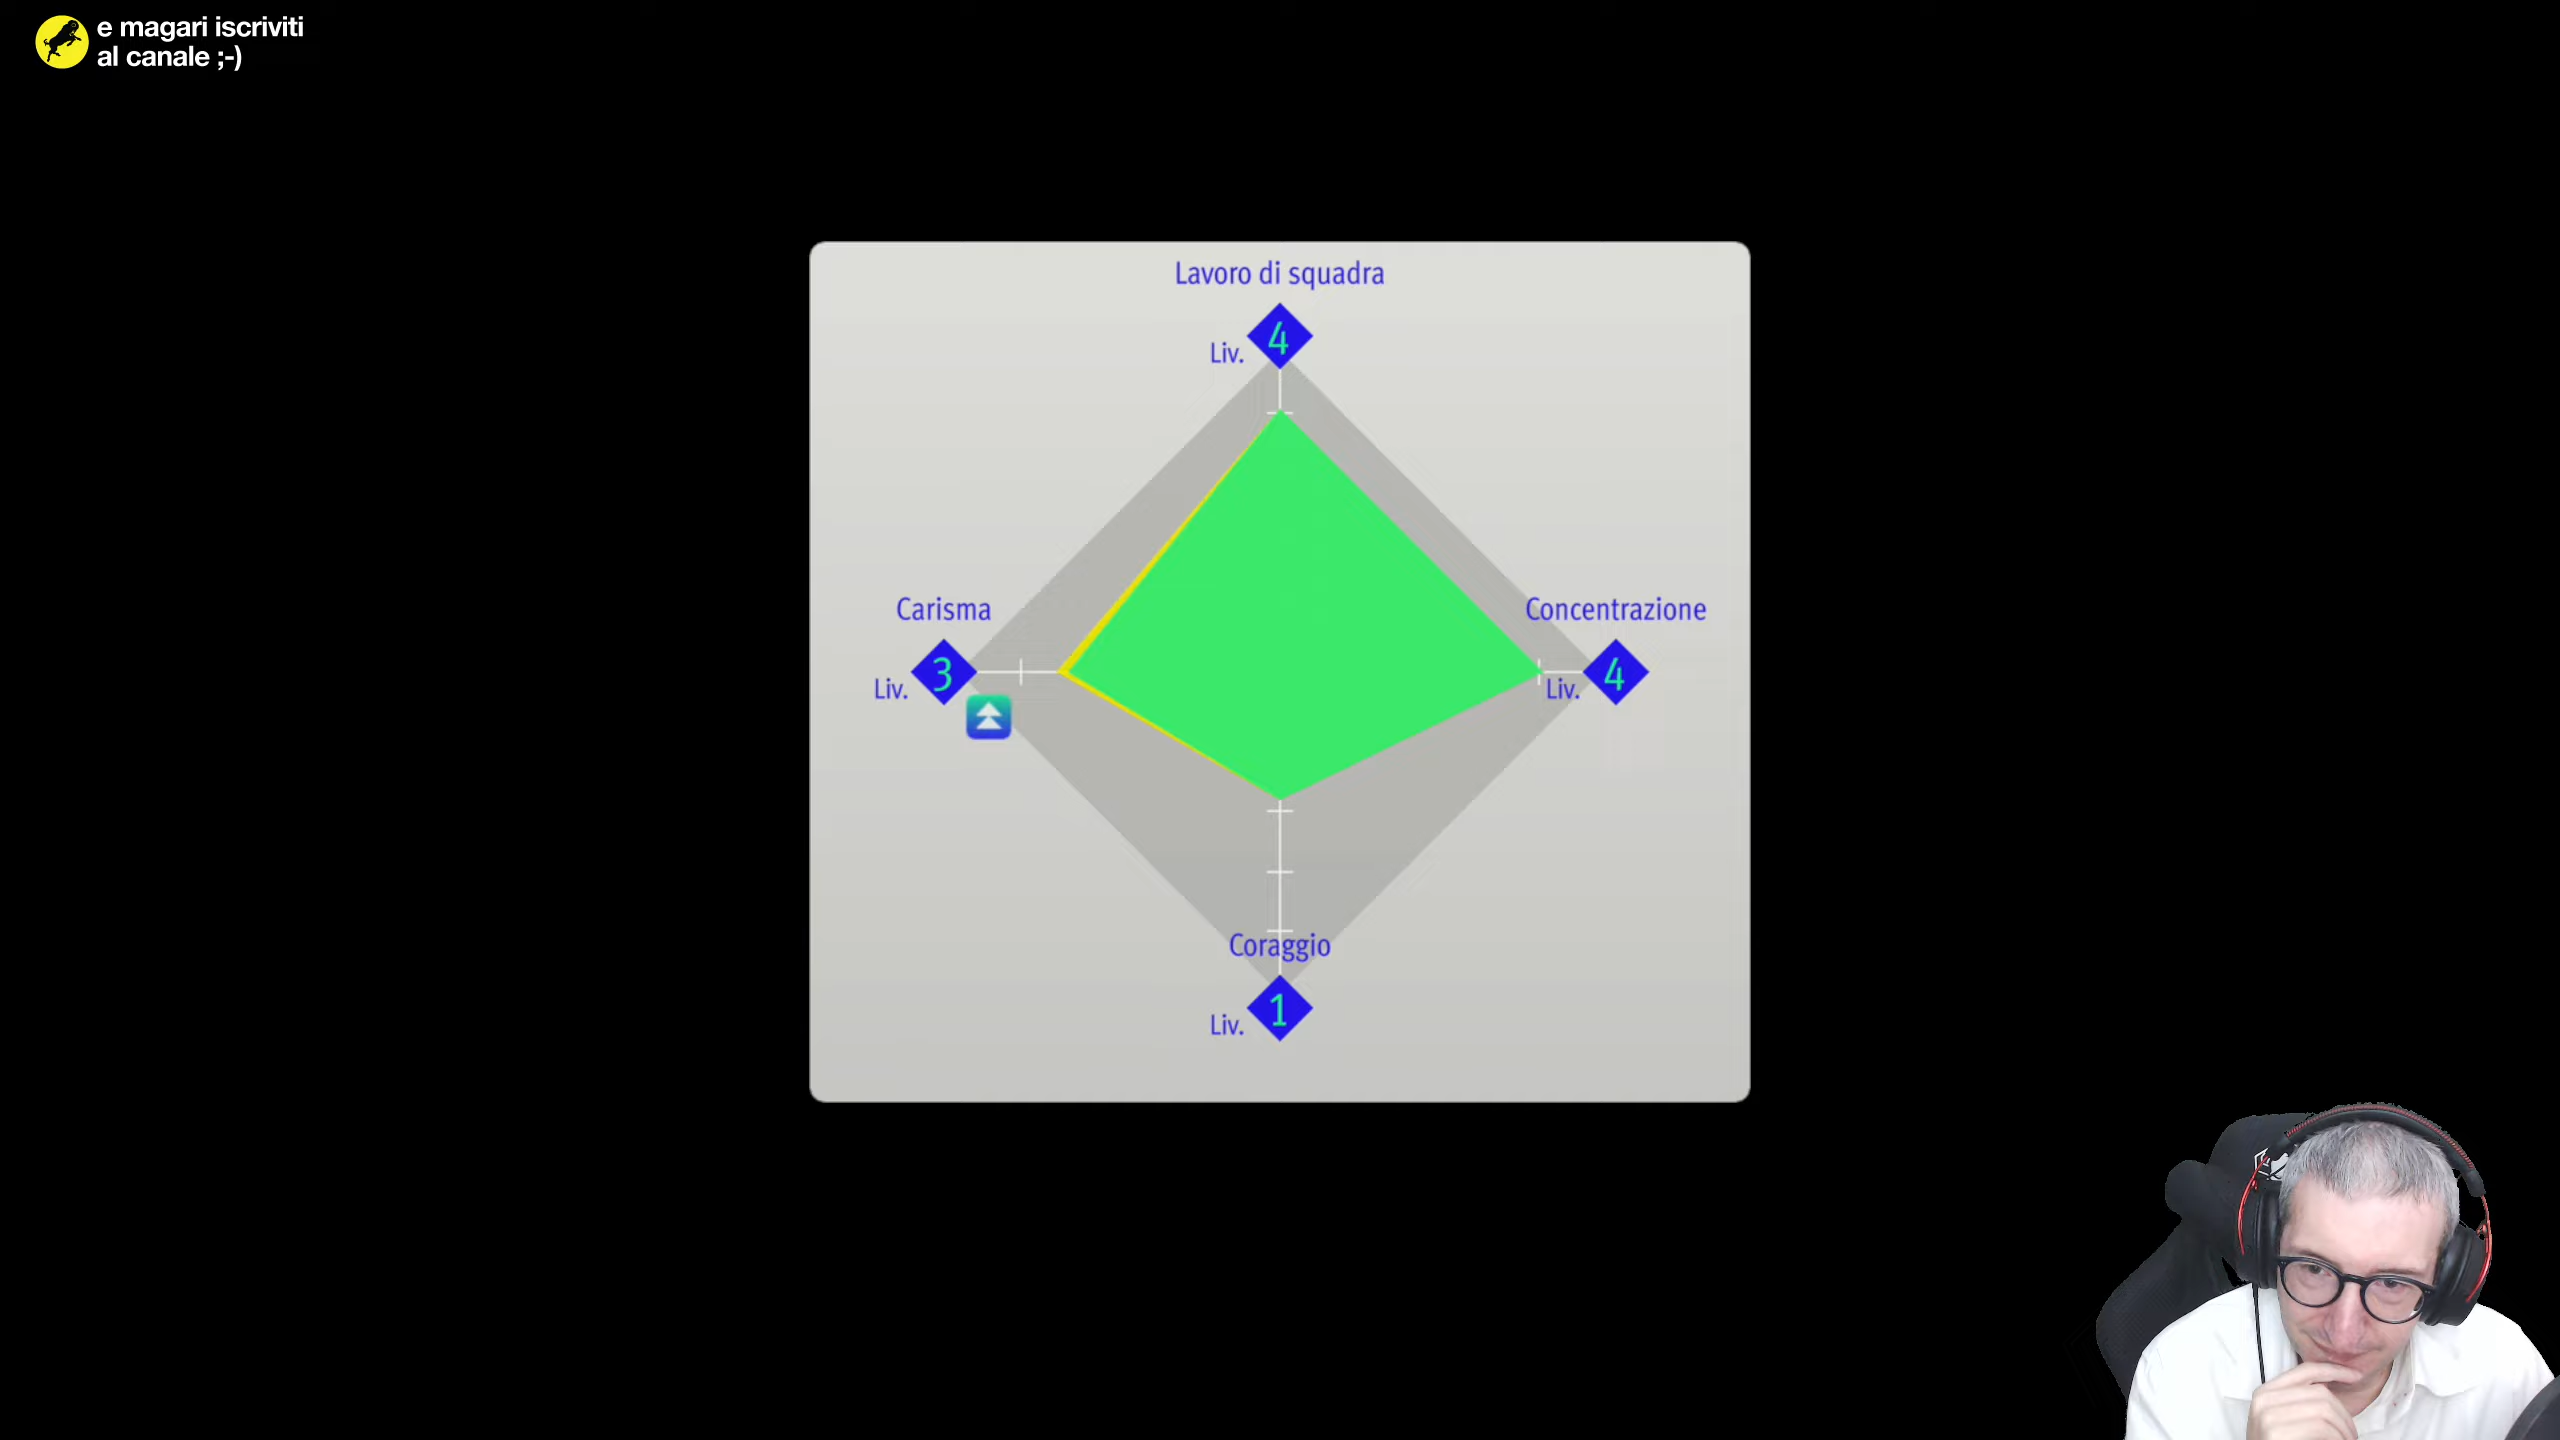 e magari iscriviti
al canale ;-)
Lavoro di squadra
Liv. 4
Carisma
Liv. 3
Concentrazione
Liv. 4
Coraggio
Liv. 1